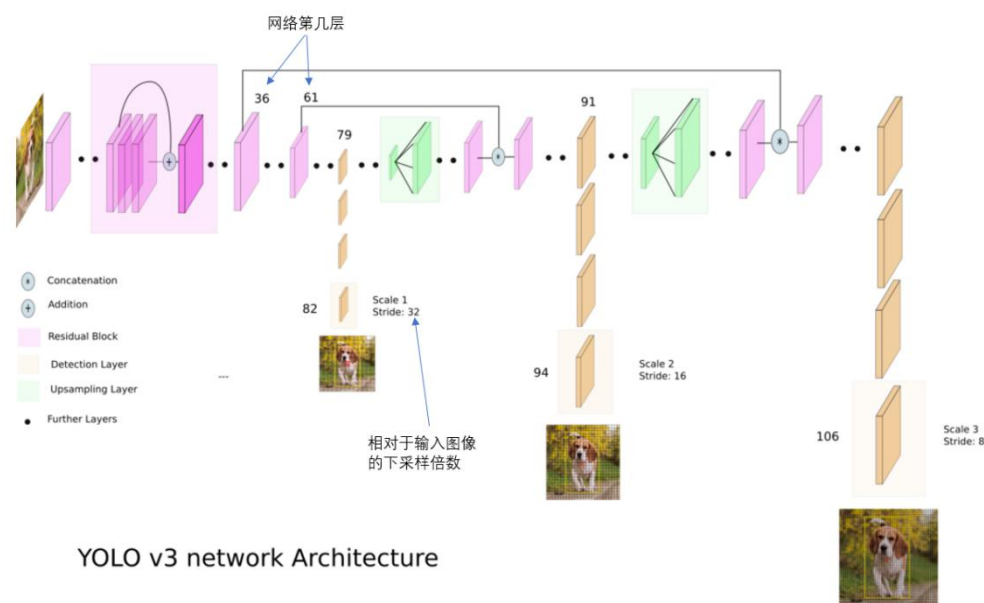 网络第几层
36
61
91
79
Concatenation
Addition
Residual Block
Detection Layer
Upsampling Layer
Further Layers
...
82
Scale 1
Stride: 32
94
Scale 2
Stride: 16
106
Scale 3
Stride: 8
相对于输入图像
的下采样倍数
YOLO v3 network Architecture